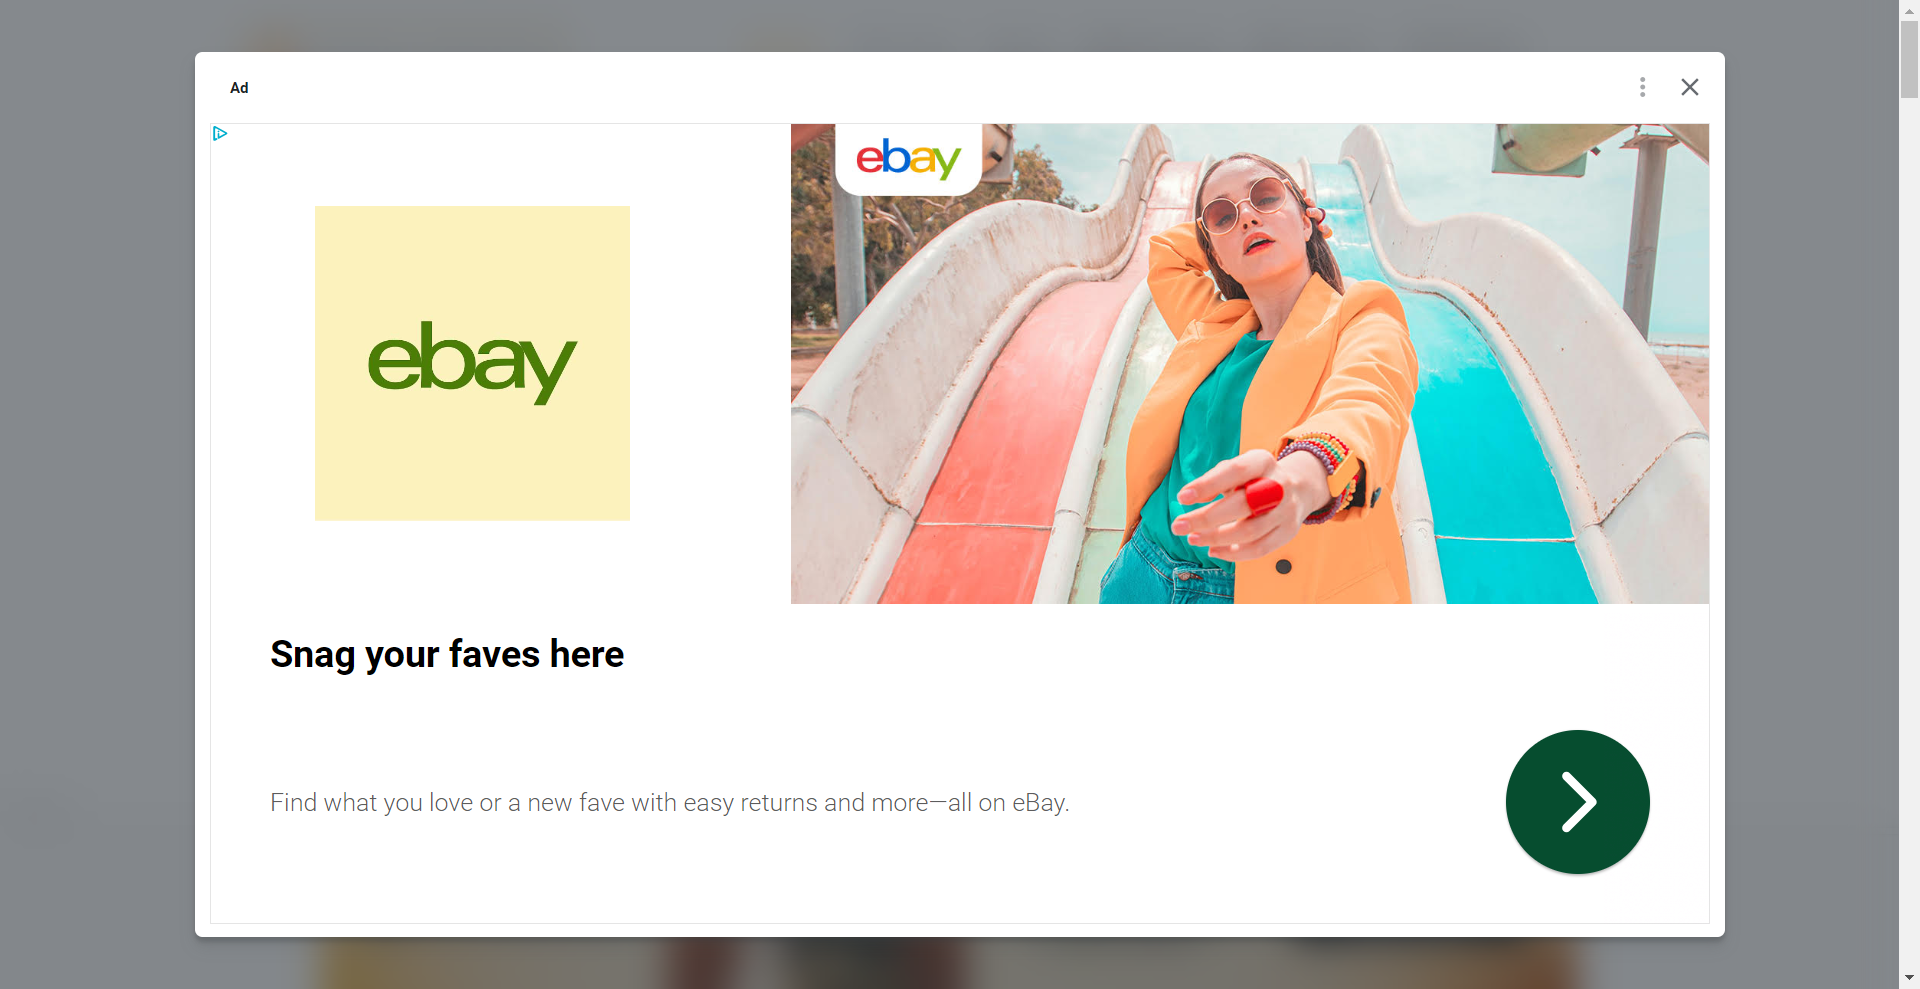 Ad
ebay
ebay
Snag your faves here
Find what you love or a new fave with easy returns and more—all on eBay.